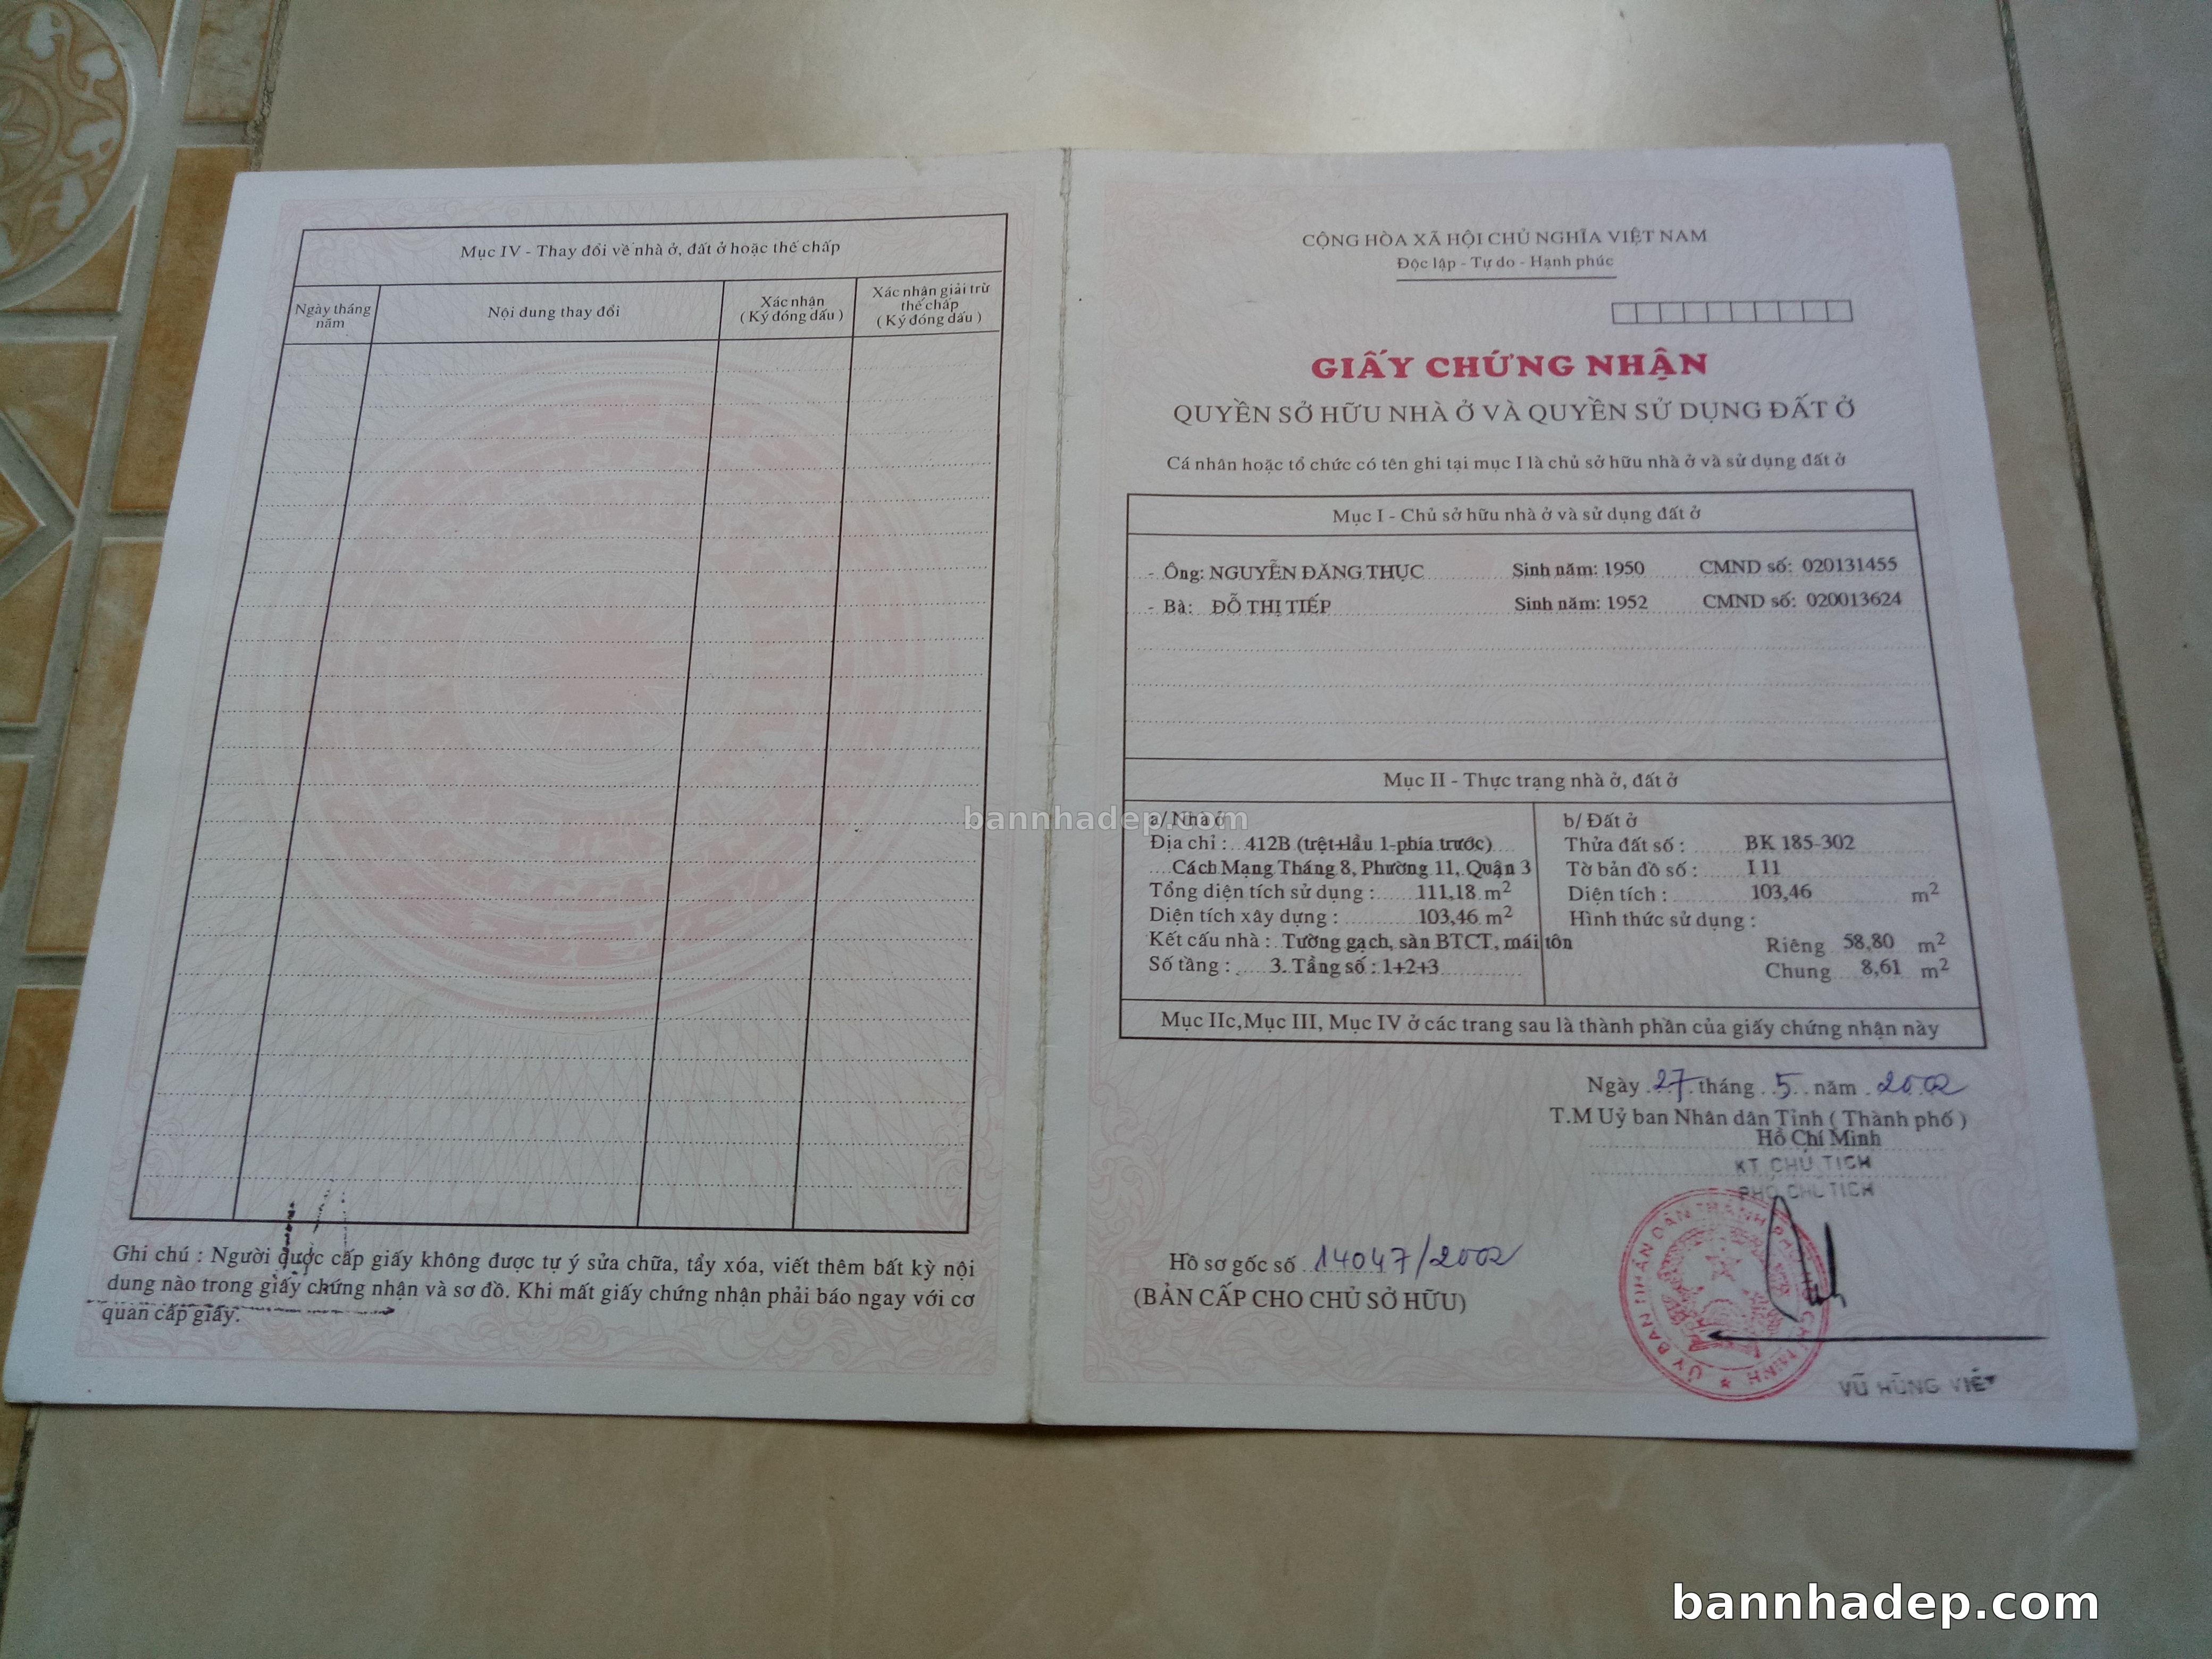 Mục IV - Thay đổi về nhà ở, đất ở hoặc thế chấp
Ngày tháng năm
Nội dung thay đổi
Xác nhân
( Ký đóng dấu )
Xác nhân giải trừ
thế chấp
( Ký đóng dấu )
Ghi chú : Người được cấp giấy không được tự ý sửa chữa, tẩy xóa, viết thêm bất kỳ nội
dung nào trong giấy chứng nhận và sơ đồ. Khi mất giấy chứng nhận phải báo ngay với cơ
quan cấp giấy.
CỘNG HÒA XÃ HỘI CHỦ NGHĨA VIỆT NAM
Độc lập - Tự do - Hạnh phúc
GIẤY CHỨNG NHẬN
QUYỀN SỞ HỮU NHÀ Ở VÀ QUYỀN SỬ DỤNG ĐẤT Ở
Cá nhân hoặc tổ chức có tên ghi tại mục I là chủ sở hữu nhà ở và sử dụng đất ở
Mục I - Chủ sở hữu nhà ở và sử dụng đất ở
- Ông: NGUYỄN ĐĂNG THỤC Sinh năm: 1950 CMND số: 020131455
- Bà: ĐỖ THỊ TIẾP Sinh năm: 1952 CMND số: 020013624
Mục II - Thực trạng nhà ở, đất ở
a/ Nhà ở
Địa chỉ : 412B (trệt+lầu 1-phía trước)
Cách Mạng Tháng 8, Phường 11, Quận 3
Tổng diện tích sử dụng : 111,18 m2
Diện tích xây dựng : 103,46 m2
Kết cấu nhà : Tường gạch, sàn BTCT, mái tôn
Số tầng : 3. Tầng số : 1+2+3
b/ Đất ở
Thửa đất số : BK 185-302
Tờ bản đồ số : I 11
Diện tích : 103,46 m2
Hình thức sử dụng :
Riêng 58,80 m2
Chung 8,61 m2
Mục IIc,Mục III, Mục IV ở các trang sau là thành phần của giấy chứng nhận này
Ngày 27 tháng 5 năm 2002
T.M Uỷ ban Nhân dân Tỉnh ( Thành phố )
Hồ Chí Minh
KT CHỦ TỊCH
PHÓ CHỦ TỊCH
ỦY BAN NHÂN DÂN THÀNH PHỐ HỒ CHÍ MINH
Hồ sơ gốc số 14047/2002
(BẢN CẤP CHO CHỦ SỞ HỮU)
VŨ HÙNG VIỆT
bannhadep.com
bannhadep.com